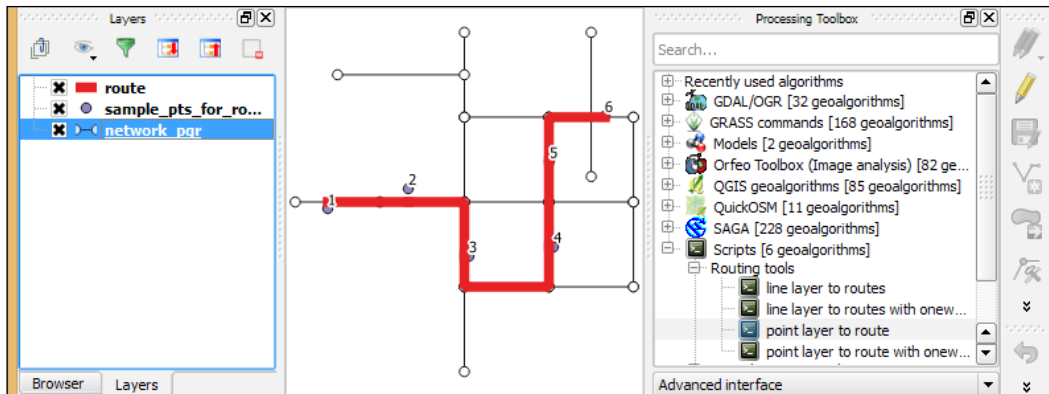 Layers
route
sample_pts_for_ro...
network_pgr
Browser
Layers
1
2
3
4
5
6
Processing Toolbox
Search...
Recently used algorithms
GDAL/OGR [32 geoalgorithms]
GRASS commands [168 geoalgorithms]
Models [2 geoalgorithms]
Orfeo Toolbox (Image analysis) [82 ge...
QGIS geoalgorithms [85 geoalgorithms]
QuickOSM [11 geoalgorithms]
SAGA [228 geoalgorithms]
Scripts [6 geoalgorithms]
Routing tools
line layer to routes
line layer to routes with onew...
point layer to route
point layer to route with onew...
Advanced interface